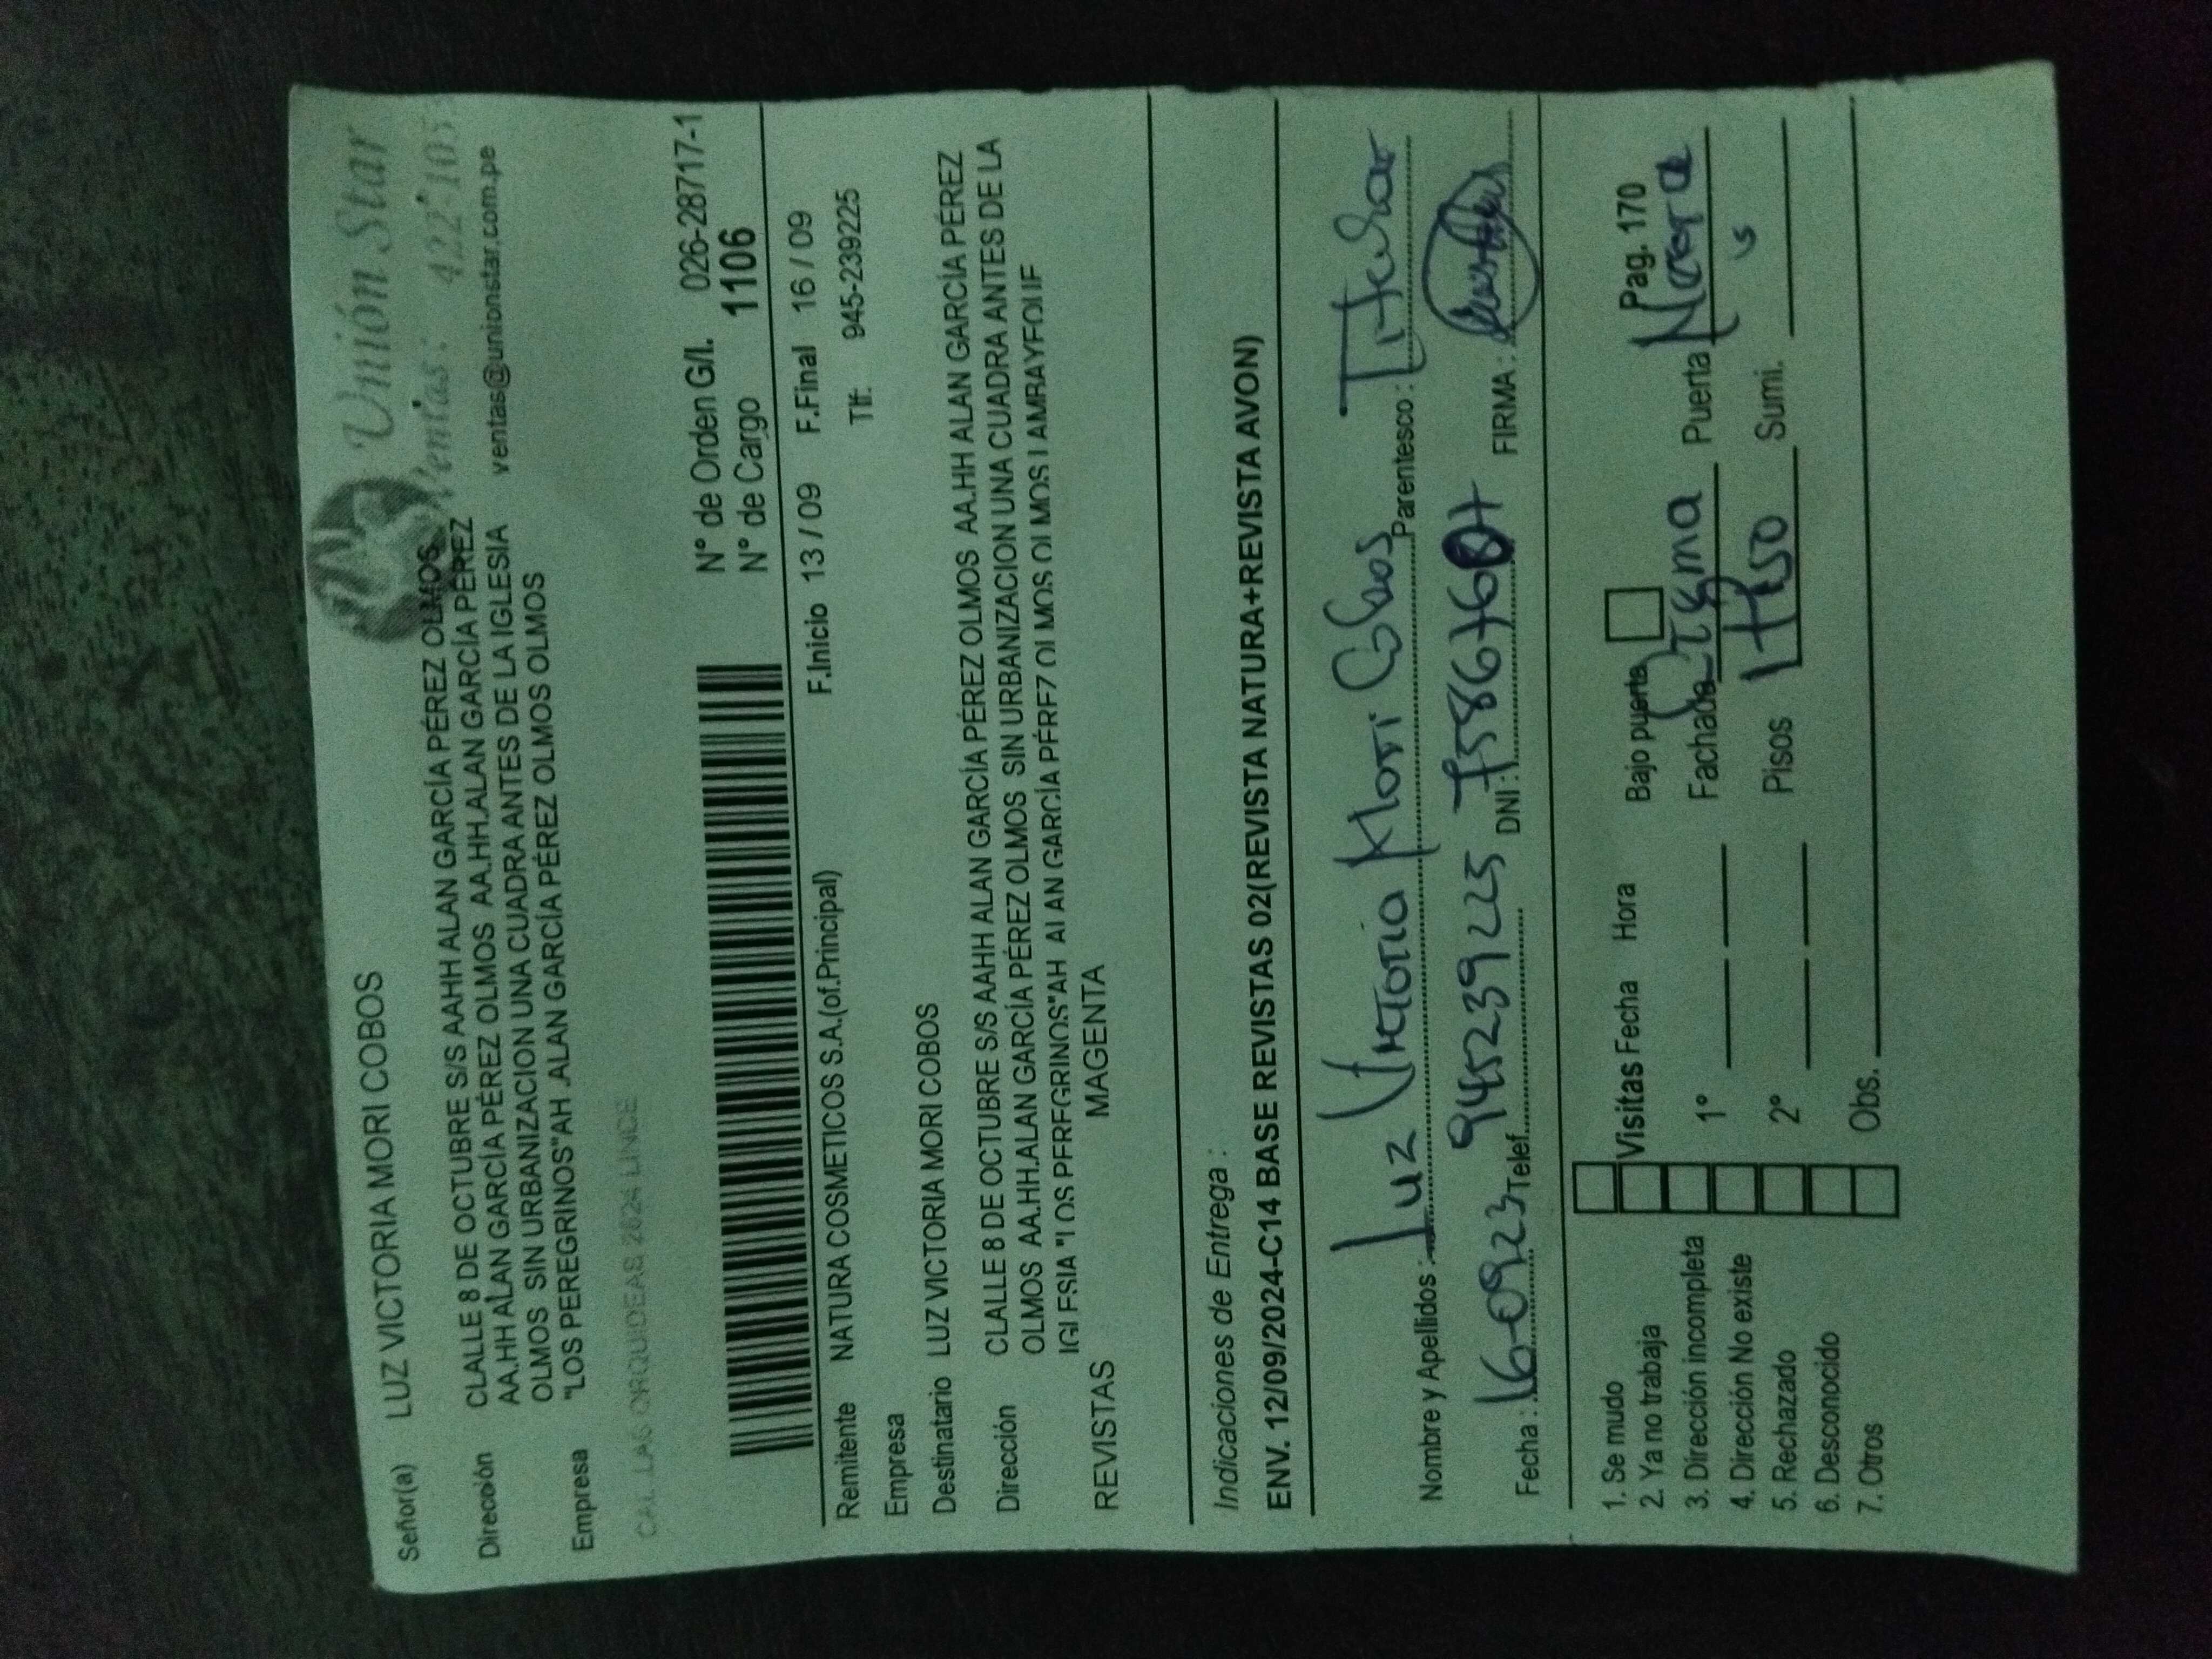 Unión Star
Señor(a) LUZ VICTORIA MORI COBOS
Ventas: 422*105
Dirección CLALLE 8 DE OCTUBRE S/S AAHH ALAN GARCÍA PÉREZ OLMOS
AA.HH ALAN GARCÍA PÉREZ OLMOS AA.HH.ALAN GARCÍA PÉREZ
OLMOS SIN URBANIZACION UNA CUADRA ANTES DE LA IGLESIA ventas@unionstar.com.pe
"LOS PEREGRINOS"AH .ALAN GARCÍA PÉREZ OLMOS OLMOS
Empresa
CAL. LAS ORQUIDEAS 2624 LINCE
N° de Orden G/I. 026-28717-1
N° de Cargo 1106
F.Inicio 13 / 09 F.Final 16 / 09
Remitente NATURA COSMETICOS S.A.(of.Principal)
Tlf: 945-239225
Empresa
Destinatario LUZ VICTORIA MORI COBOS
Dirección CLALLE 8 DE OCTUBRE S/S AAHH ALAN GARCÍA PÉREZ OLMOS AA.HH ALAN GARCÍA PÉREZ
OLMOS AA.HH.ALAN GARCÍA PÉREZ OLMOS SIN URBANIZACION UNA CUADRA ANTES DE LA
IGLESIA "LOS PEREGRINOS"AH .ALAN GARCÍA PÉREZ OLMOS OLMOS LAMBAYEQUE
REVISTAS MAGENTA
Indicaciones de Entrega :
ENV. 12/09/2024-C14 BASE REVISTAS 02(REVISTA NATURA+REVISTA AVON)
Nombre y Apellidos : Luz Victoria Mori Cobos Parentesco : Titular
Fecha : 16-09-23 Telef. 945239225 DNI : FIRMA :
1. Se mudo
2. Ya no trabaja Visitas Fecha Hora Bajo puerta Pag. 170
3. Dirección incompleta 1° Fachada Puerta
4. Dirección No existe
5. Rechazado 2° Pisos Sumi.
6. Desconocido
7. Otros Obs.